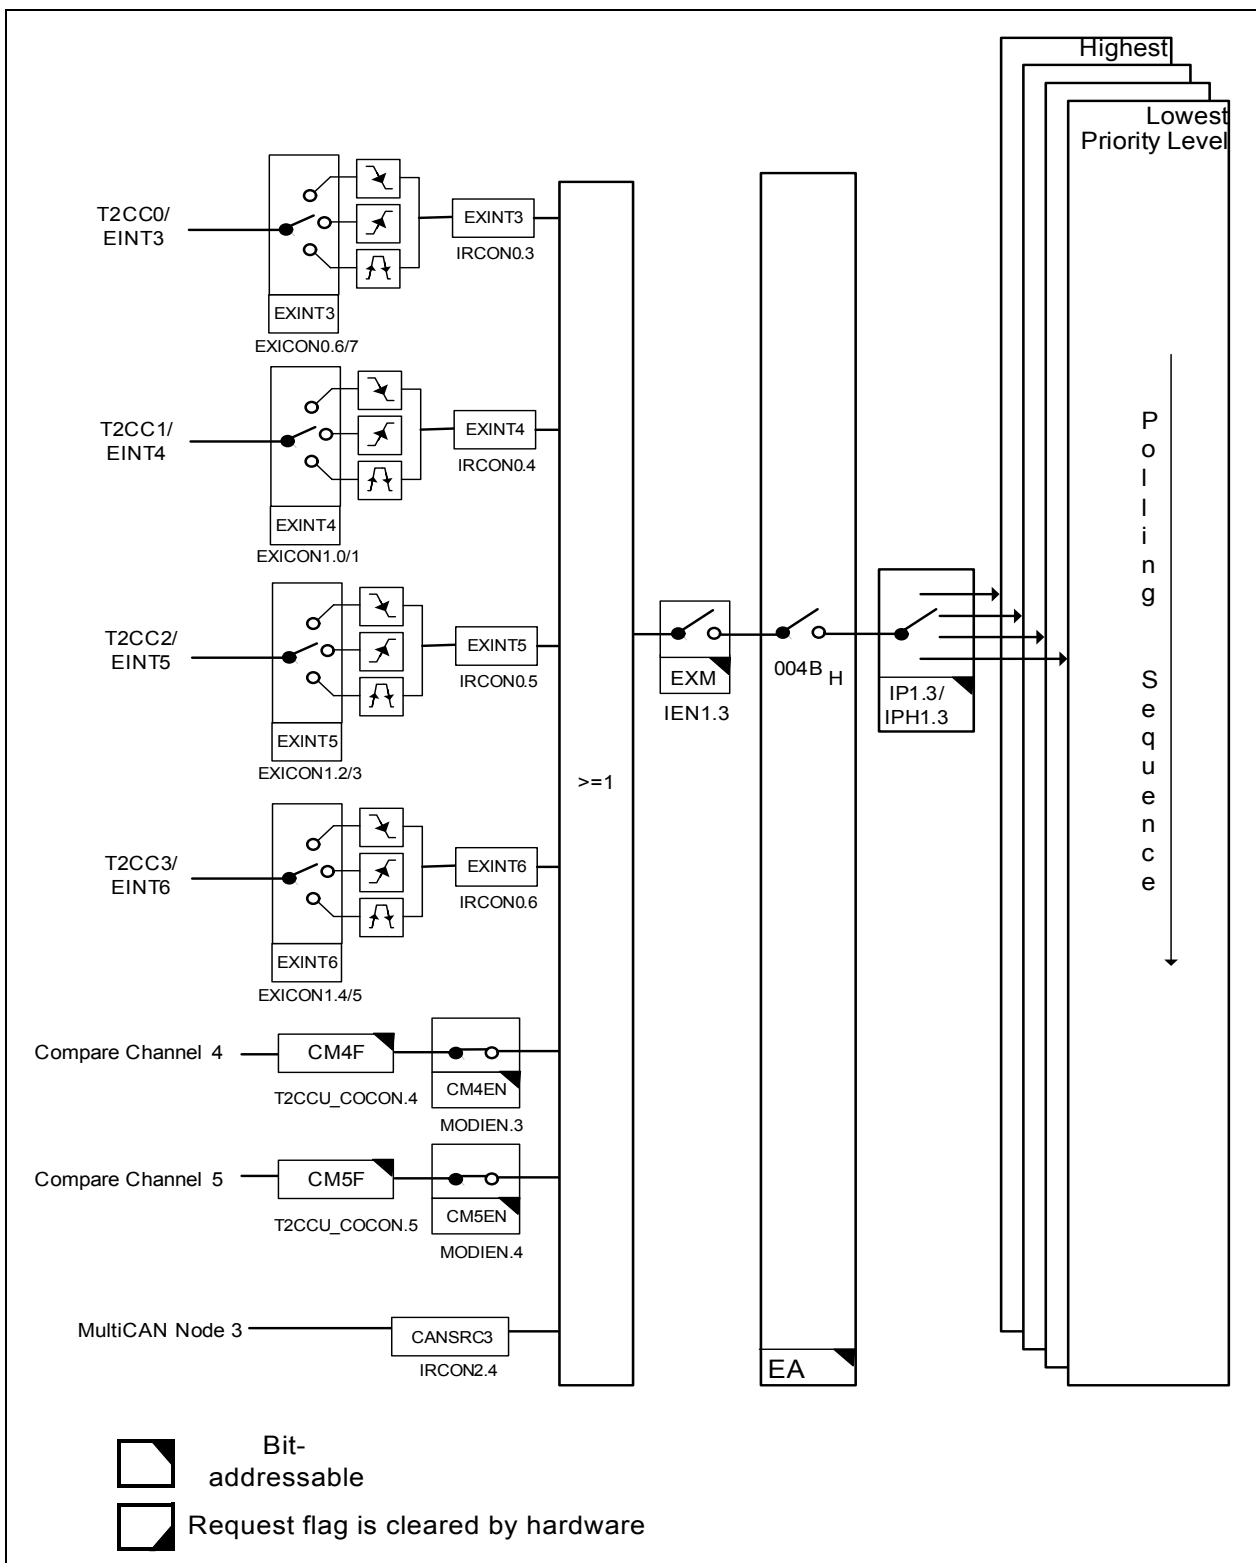 Highest
Lowest
Priority Level
T2CC0/
EINT3
EXINT3
IRCON0.3
EXINT3
EXICON0.6/7
T2CC1/
EINT4
EXINT4
IRCON0.4
EXINT4
EXICON1.0/1
T2CC2/
EINT5
EXINT5
IRCON0.5
EXINT5
EXICON1.2/3
T2CC3/
EINT6
EXINT6
IRCON0.6
EXINT6
EXICON1.4/5
Compare Channel 4
CM4F
T2CCU_COCON.4
CM4EN
MODIEN.3
Compare Channel 5
CM5F
T2CCU_COCON.5
CM5EN
MODIEN.4
MultiCAN Node 3
CANSRC3
IRCON2.4
>=1
EXM
IEN1.3
004B H
EA
IP1.3/
IPH1.3
Polling
Sequence
Bit-
addressable
Request flag is cleared by hardware